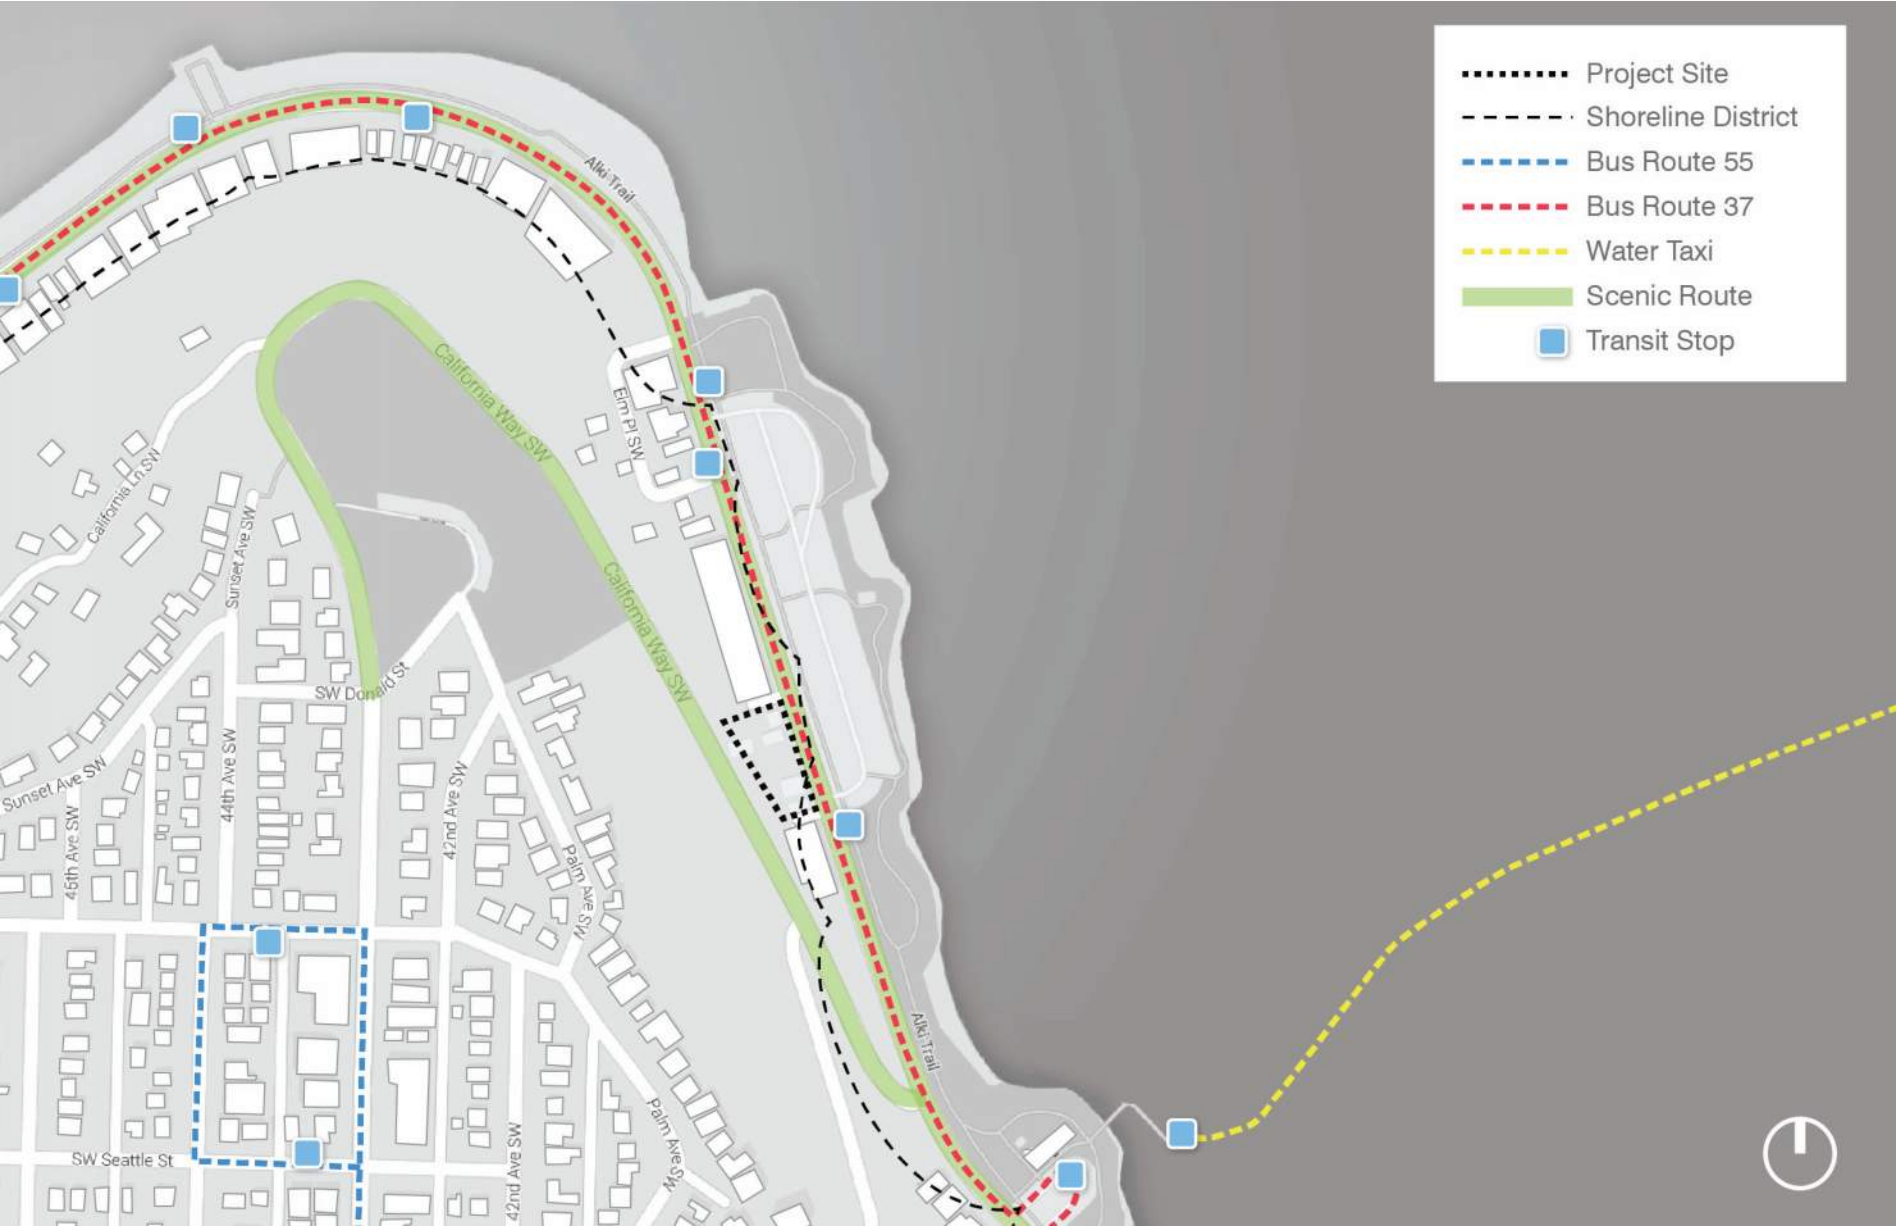 Project Site
Shoreline District
Bus Route 55
Bus Route 37
Water Taxi
Scenic Route
Transit Stop
Alki Trail
California Way SW
Elm Pl SW
California Ln SW
Sunset Ave SW
California Way SW
SW Donald St
Sunset Ave SW
44th Ave SW
42nd Ave SW
45th Ave SW
Palm Ave SW
Alki Trail
Palm Ave SW
SW Seattle St
42nd Ave SW